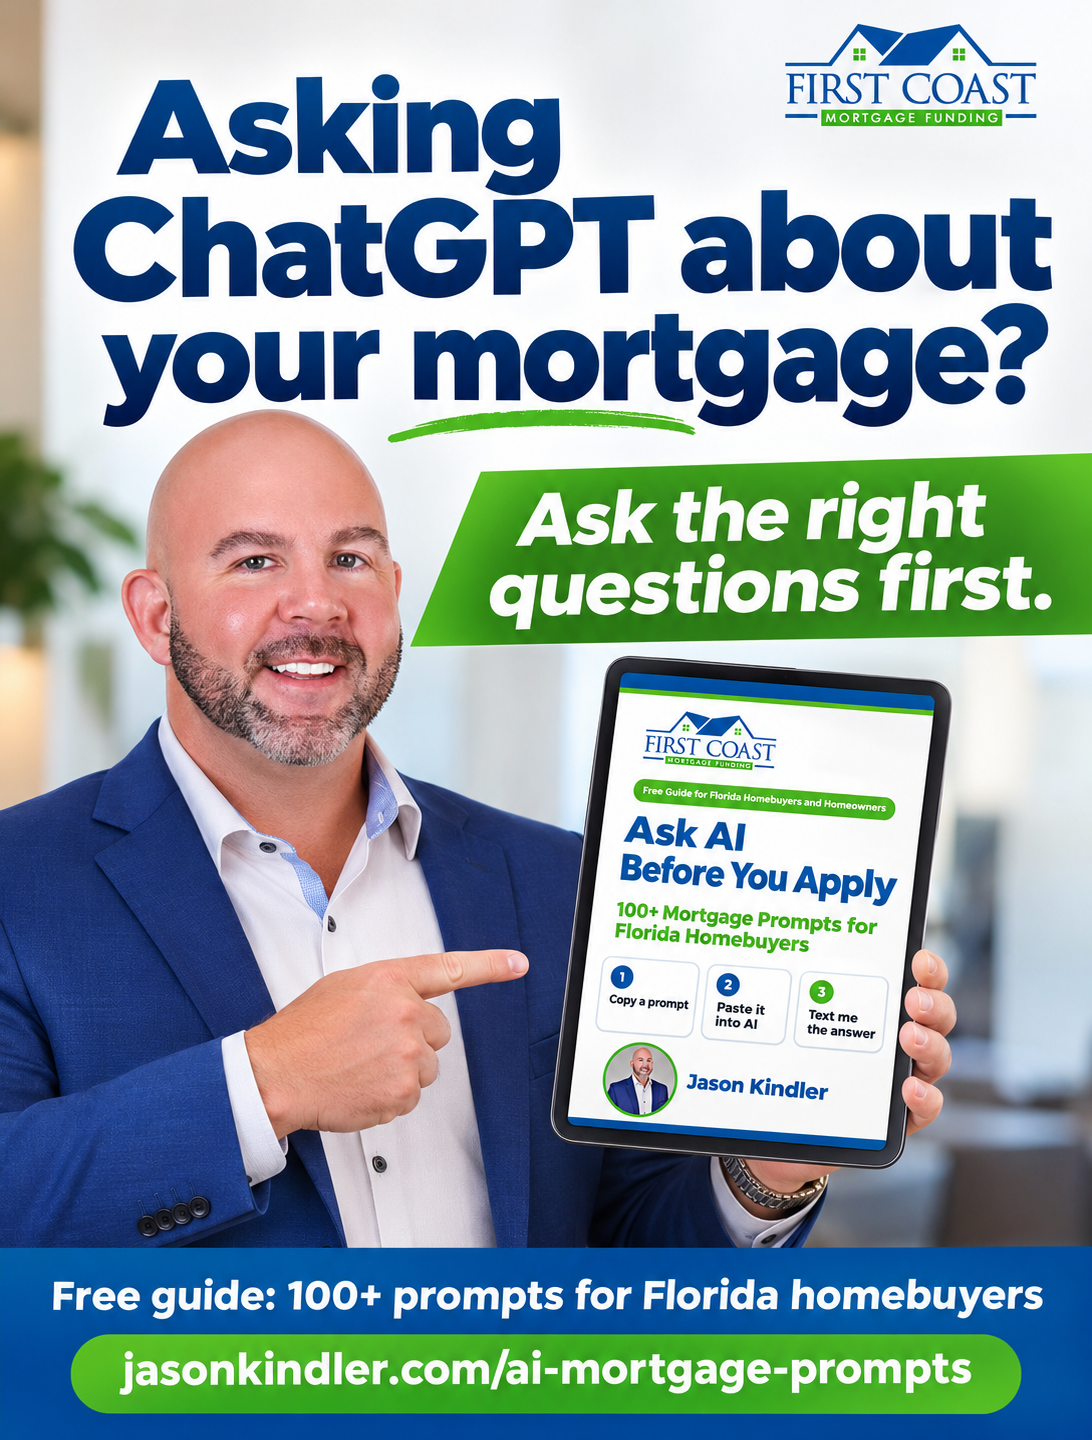 FIRST COAST
MORTGAGE FUNDING
Asking
ChatGPT about
your mortgage?
Ask the right
questions first.
FIRST COAST
MORTGAGE FUNDING
Free Guide for Florida Homebuyers and Homeowners
Ask AI
Before You Apply
100+ Mortgage Prompts for
Florida Homebuyers
1
Copy a prompt
2
Paste it
into AI
3
Text me
the answer
Jason Kindler
Free guide: 100+ prompts for Florida homebuyers
jasonkindler.com/ai-mortgage-prompts